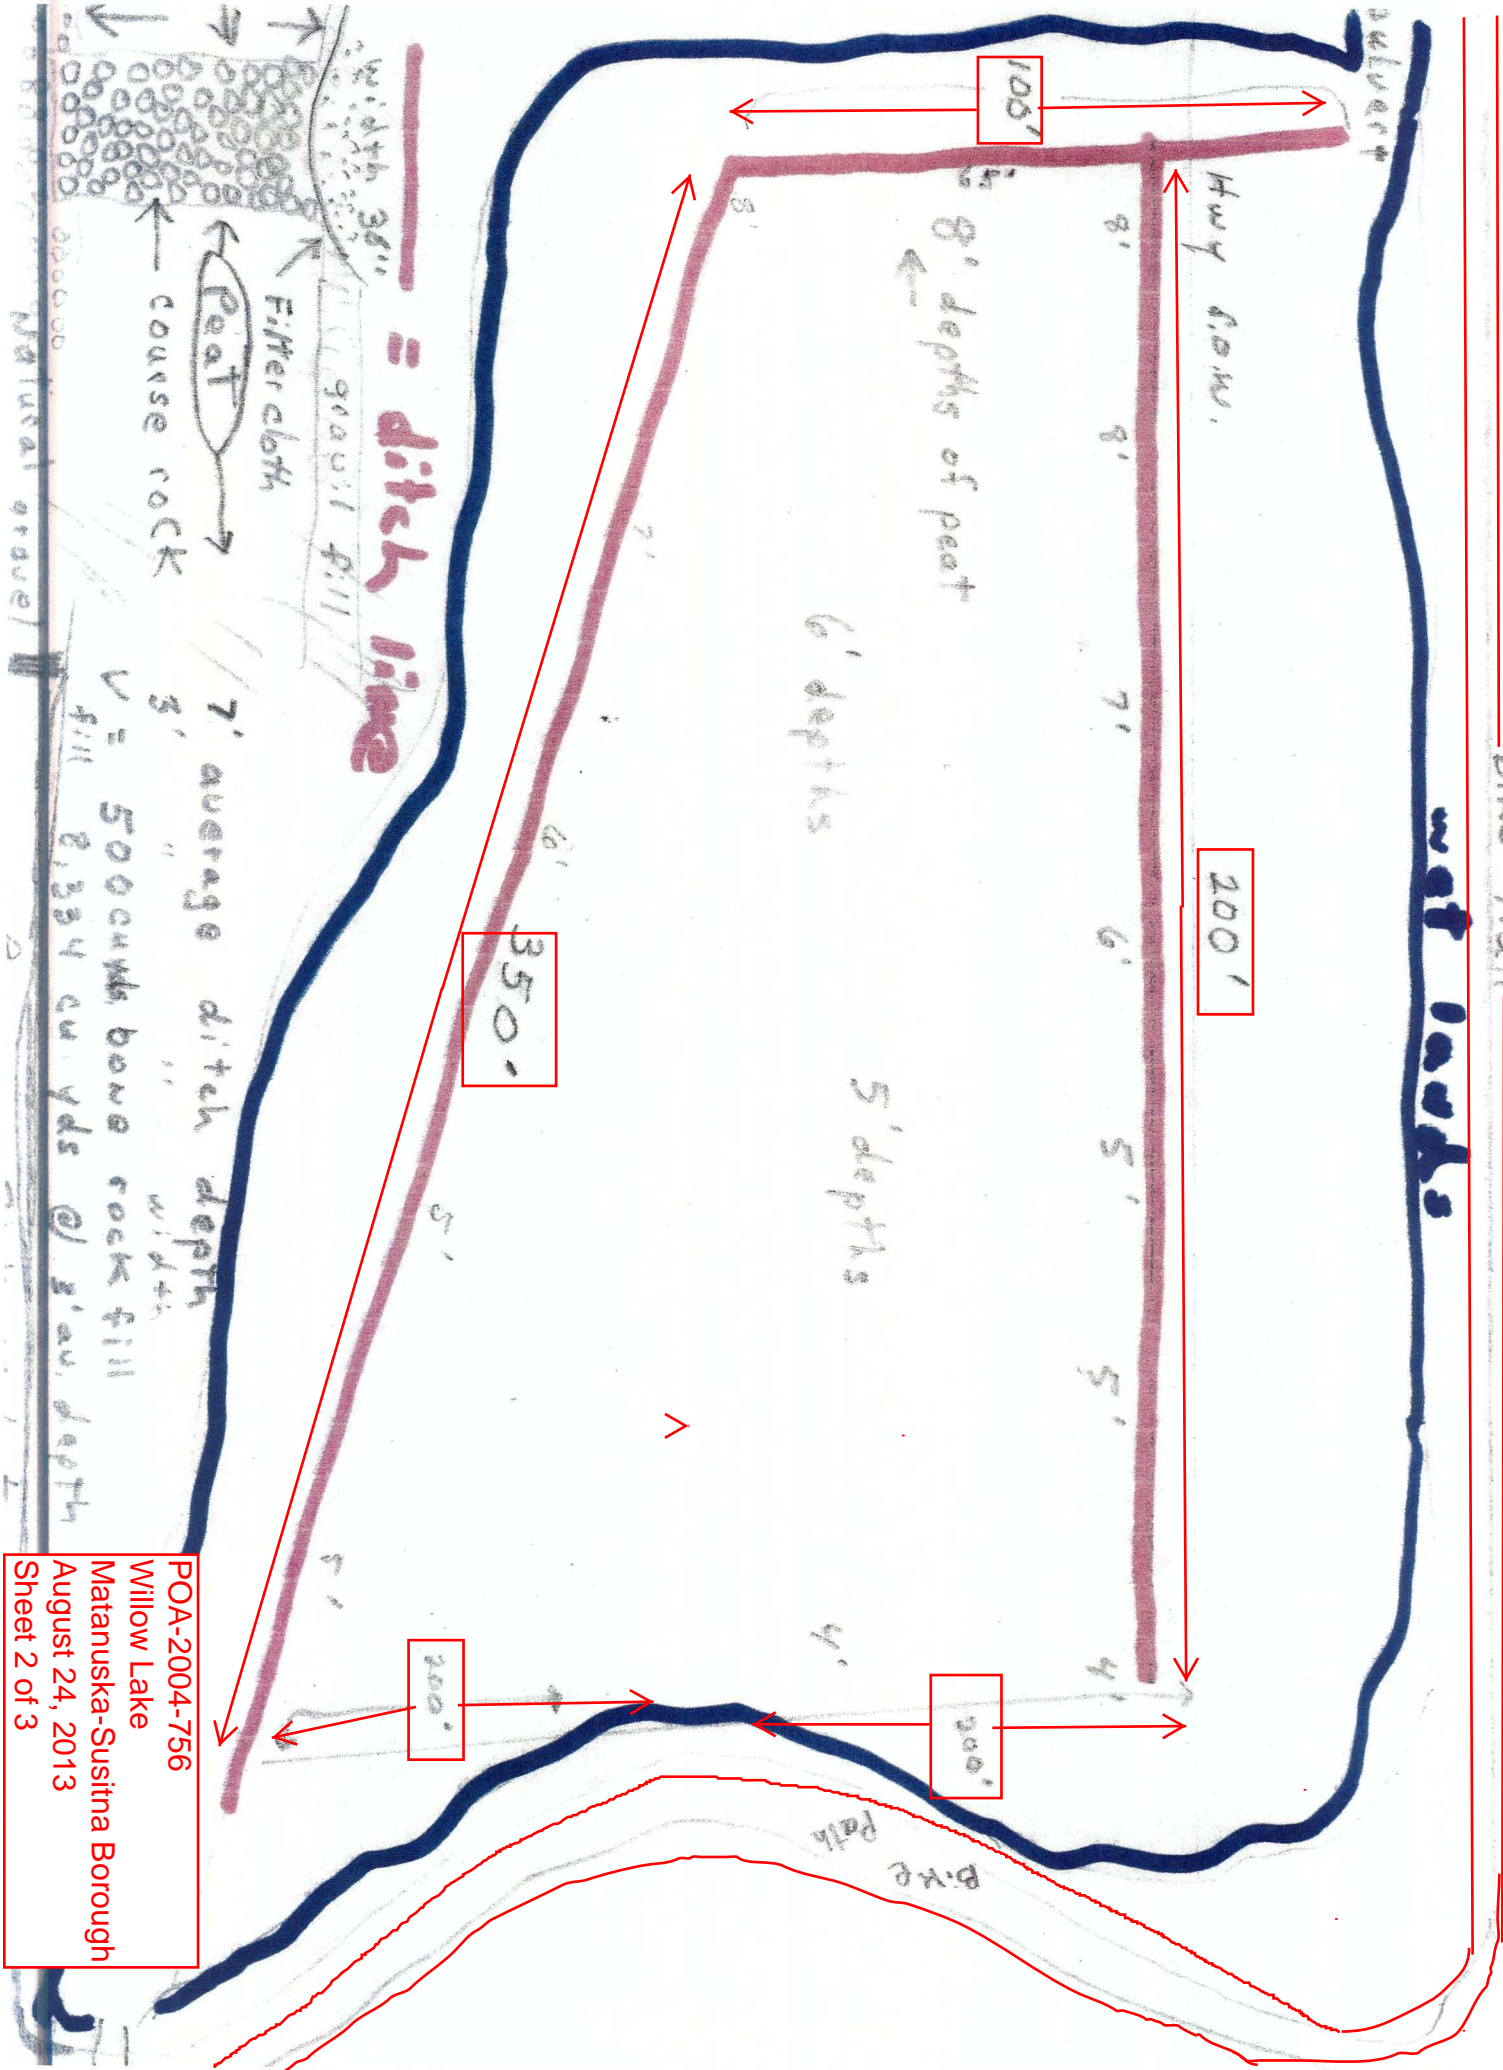 wet lands
culvert
Hwy R.O.W.
200'
100'
8'
8'
7'
6'
5'
5'
4'
8' depths of peat
6' depths
5' depths
4'
8'
7'
6'
350'
5'
200'
200'
Bike
Path
= ditch line
width 36"
gravil fill
Filter cloth
Peat
course rock
natural gravel
7' average ditch depth
3' " " width
V = 500 cu yds bone rock fill
fill 2,334 cu yds @ 2' av. depth
POA-2004-756
Willow Lake
Matanuska-Susitna Borough
August 24, 2013
Sheet 2 of 3